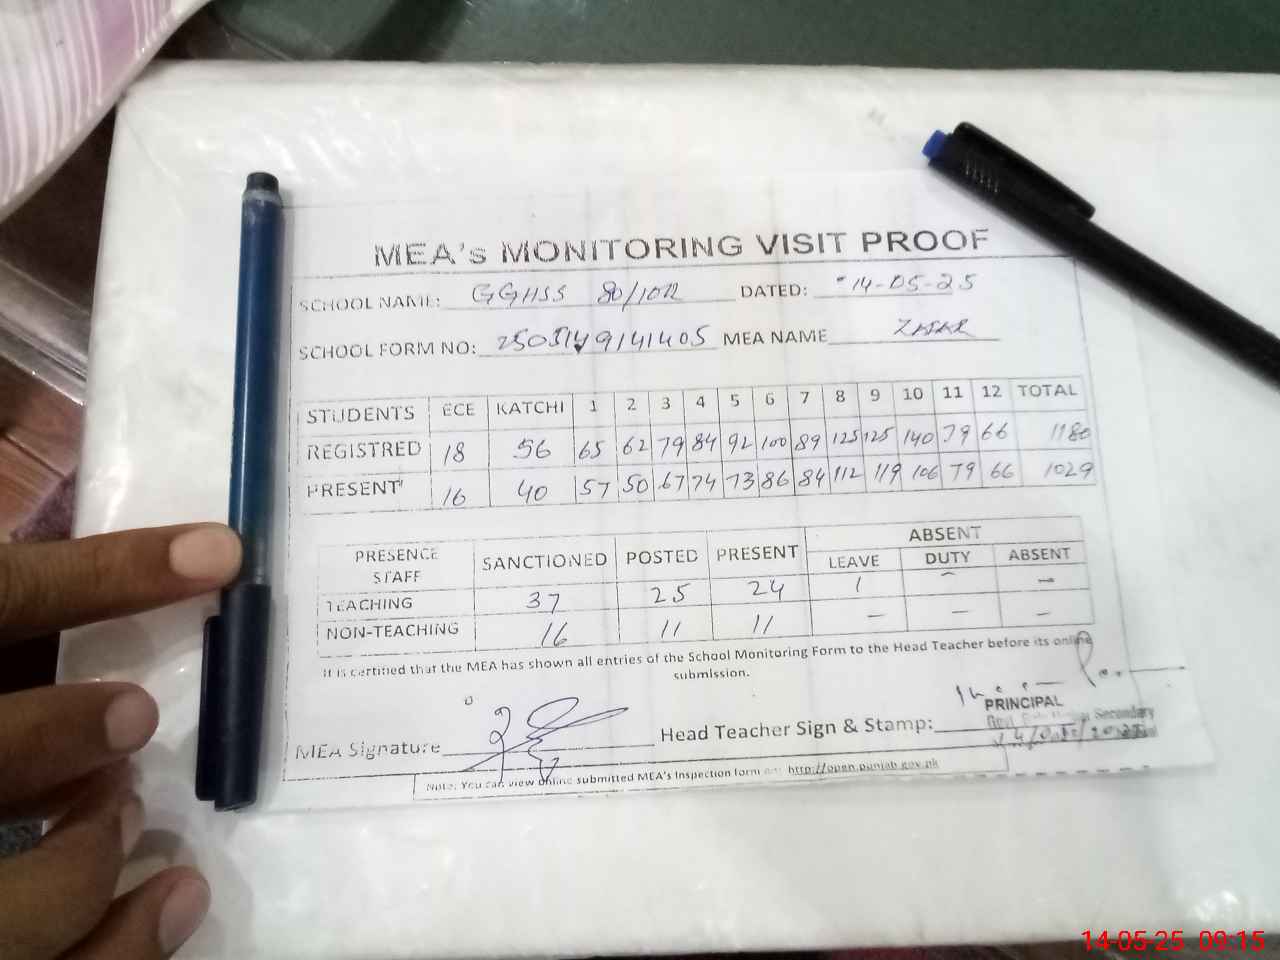 MEA's MONITORING VISIT PROOF
SCHOOL NAME: GGHSS 80/10R DATED: 14-05-25
SCHOOL FORM NO: 2505149141405 MEA NAME ZAFAR
STUDENTS ECE KATCHI 1 2 3 4 5 6 7 8 9 10 11 12 TOTAL
REGISTRED 18 56 65 62 79 84 92 100 89 125 125 140 79 66 1180
PRESENT 16 40 57 50 67 74 73 86 84 112 119 106 79 66 1029
ABSENT
PRESENCE STAFF SANCTIONED POSTED PRESENT LEAVE DUTY ABSENT
TEACHING 37 25 24 1 – –
NON-TEACHING 16 11 11 – – –
It is certified that the MEA has shown all entries of the School Monitoring Form to the Head Teacher before its online
submission.
PRINCIPAL
Secondary
MEA Signature Head Teacher Sign & Stamp:
14/05/2025
Note: You can view online submitted MEA's Inspection form on: http://open.punjab.gov.pk
14-05-25 09:15